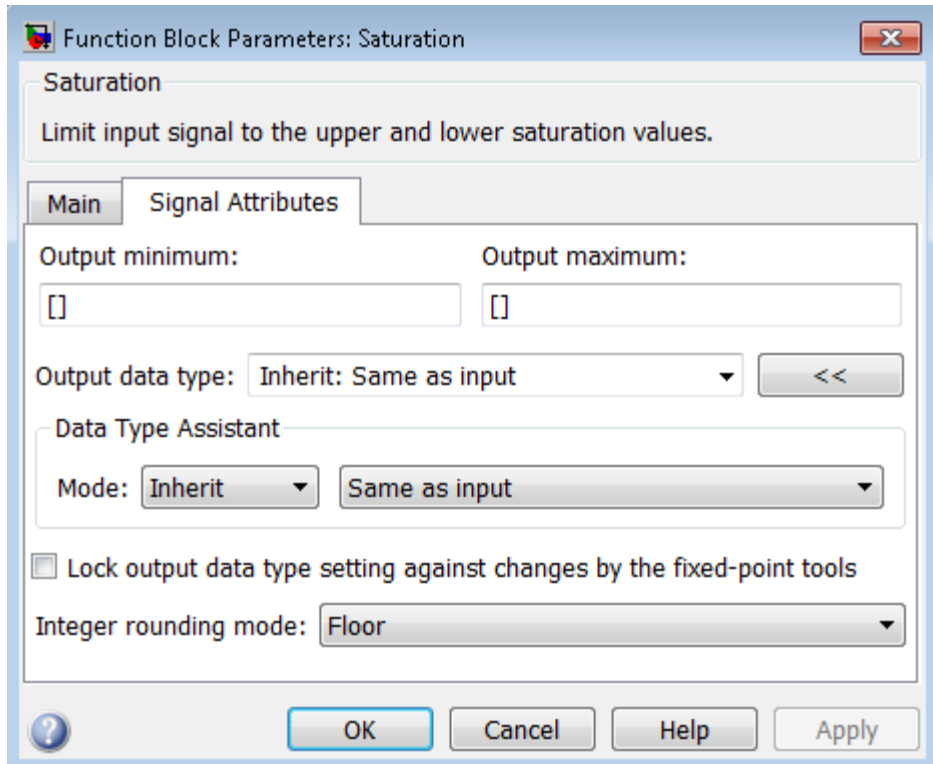 Function Block Parameters: Saturation
Saturation
Limit input signal to the upper and lower saturation values.
Main Signal Attributes
Output minimum: Output maximum:
[] []
Output data type: Inherit: Same as input <<
Data Type Assistant
Mode: Inherit Same as input
Lock output data type setting against changes by the fixed-point tools
Integer rounding mode: Floor
OK Cancel Help Apply